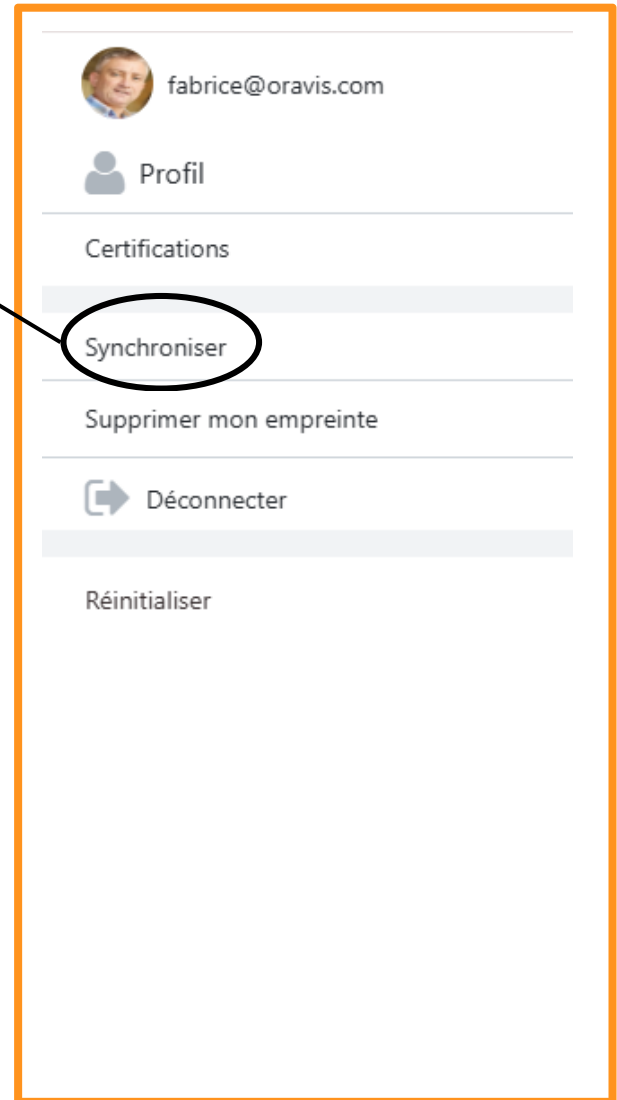 fabrice@oravis.com
Profil
Certifications
Synchroniser
Supprimer mon empreinte
Déconnecter
Réinitialiser